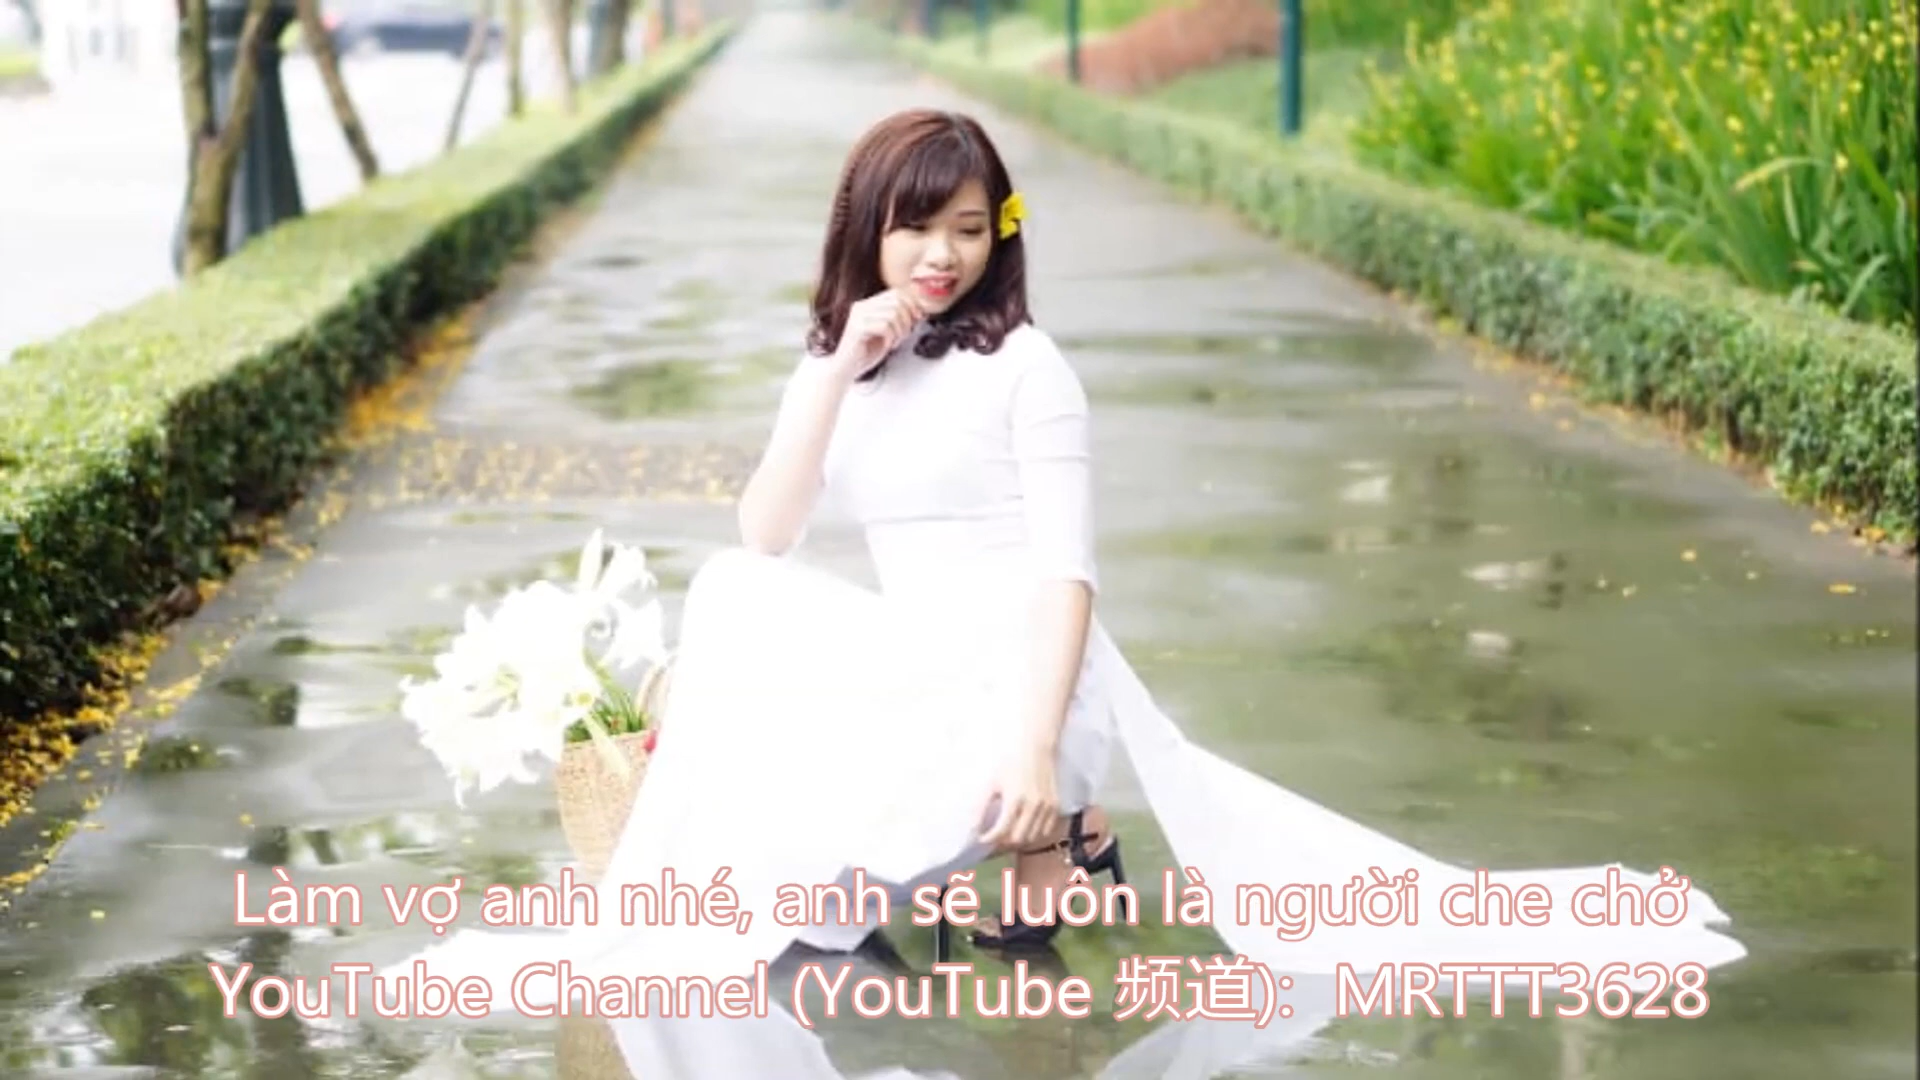 Làm vợ anh nhé, anh sẽ luôn là người che chở
YouTube Channel (YouTube 频道):  MRTTT3628